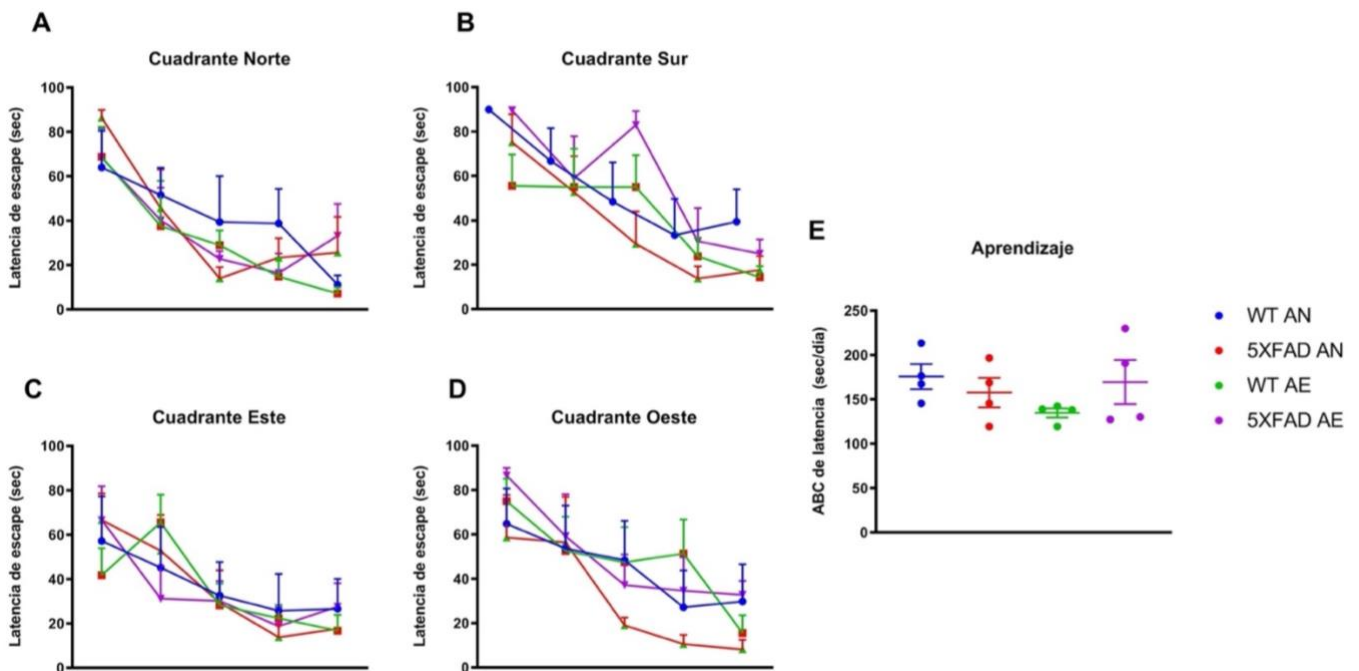 A
Cuadrante Norte
Latencia de escape (sec)
100
80
60
40
20
0
B
Cuadrante Sur
Latencia de escape (sec)
100
80
60
40
20
0
C
Cuadrante Este
Latencia de escape (sec)
100
80
60
40
20
0
D
Cuadrante Oeste
Latencia de escape (sec)
100
80
60
40
20
0
E
Aprendizaje
ABC de latencia (sec/día)
250
200
150
100
50
0
WT AN
5XFAD AN
WT AE
5XFAD AE